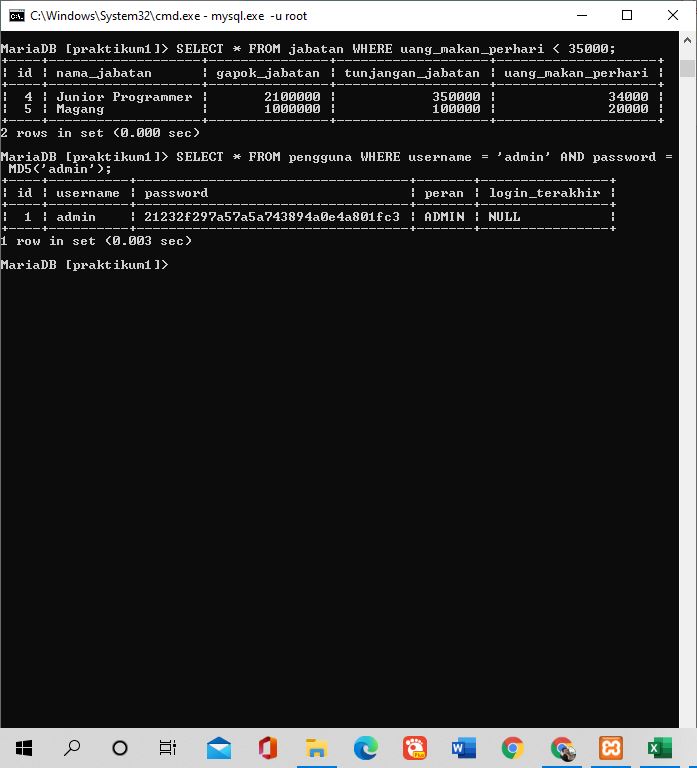 C:\Windows\System32\cmd.exe - mysql.exe -u root
MariaDB [praktikum1]> SELECT * FROM jabatan WHERE uang_makan_perhari < 35000;
+----+-------------------+---------------+-------------------+--------------------+
| id | nama_jabatan | gapok_jabatan | tunjangan_jabatan | uang_makan_perhari |
+----+-------------------+---------------+-------------------+--------------------+
| 4 | Junior Programmer | 2100000 | 350000 | 34000 |
| 5 | Magang | 1000000 | 100000 | 20000 |
+----+-------------------+---------------+-------------------+--------------------+
2 rows in set (0.000 sec)
MariaDB [praktikum1]> SELECT * FROM pengguna WHERE username = 'admin' AND password =
MD5('admin');
+----+----------+----------------------------------+-------+----------------+
| id | username | password | peran | login_terakhir |
+----+----------+----------------------------------+-------+----------------+
| 1 | admin | 21232f297a57a5a743894a0e4a801fc3 | ADMIN | NULL |
+----+----------+----------------------------------+-------+----------------+
1 row in set (0.003 sec)
MariaDB [praktikum1]>